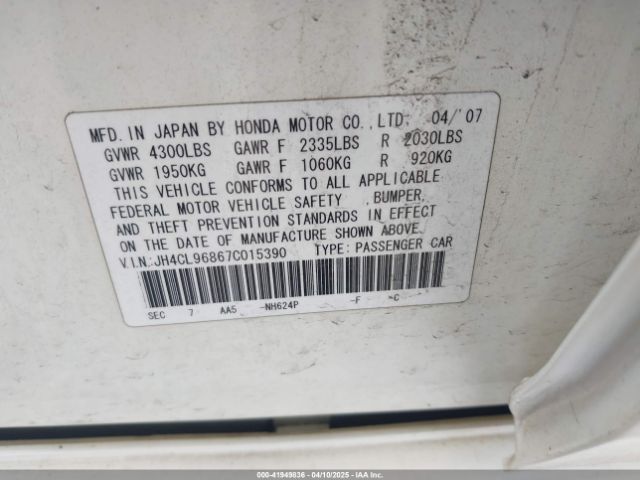 MFD. IN JAPAN BY HONDA MOTOR CO., LTD. 04/'07
GVWR 4300LBS GAWR F 2335LBS R 2030LBS
GVWR 1950KG GAWR F 1060KG R 920KG
THIS VEHICLE CONFORMS TO ALL APPLICABLE
FEDERAL MOTOR VEHICLE SAFETY ,BUMPER,
AND THEFT PREVENTION STANDARDS IN EFFECT
ON THE DATE OF MANUFACTURE SHOWN ABOVE.
V.I.N.:JH4CL96867C015390 TYPE: PASSENGER CAR
SEC 7 AA5 -NH624P -F -C
000-41949836 - 04/10/2025 - IAAI.COM